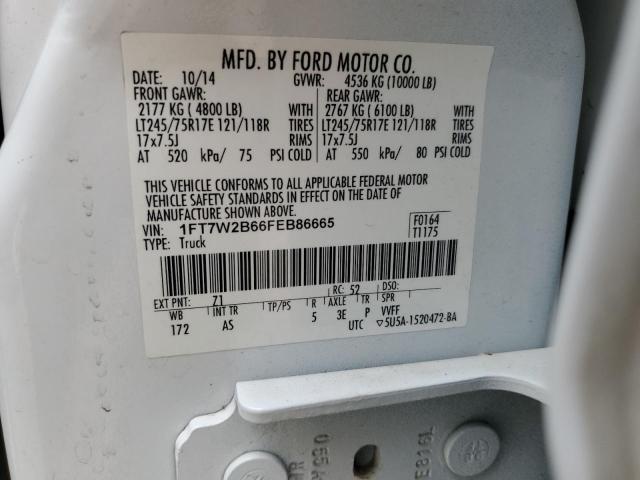 MFD. BY FORD MOTOR CO.
DATE: 10/14 GVWR: 4536 KG (10000 LB)
FRONT GAWR: REAR GAWR:
2177 KG ( 4800 LB) WITH 2767 KG ( 6100 LB) WITH
LT245/75R17E 121/118R TIRES LT245/75R17E 121/118R TIRES
17x7.5J RIMS 17x7.5J RIMS
AT 520 kPa/ 75 PSI COLD AT 550 kPa/ 80 PSI COLD
THIS VEHICLE CONFORMS TO ALL APPLICABLE FEDERAL MOTOR
VEHICLE SAFETY STANDARDS IN EFFECT ON THE DATE OF
MANUFACTURE SHOWN ABOVE.
VIN: 1FT7W2B66FEB86665 F0164
TYPE: Truck T1175
EXT PNT: Z1 RC: 52 DSO:
WB INT TR TP/PS R AXLE TR SPR
172 AS 5 3E P VVFF
UTC ▽5U5A-1520472-BA